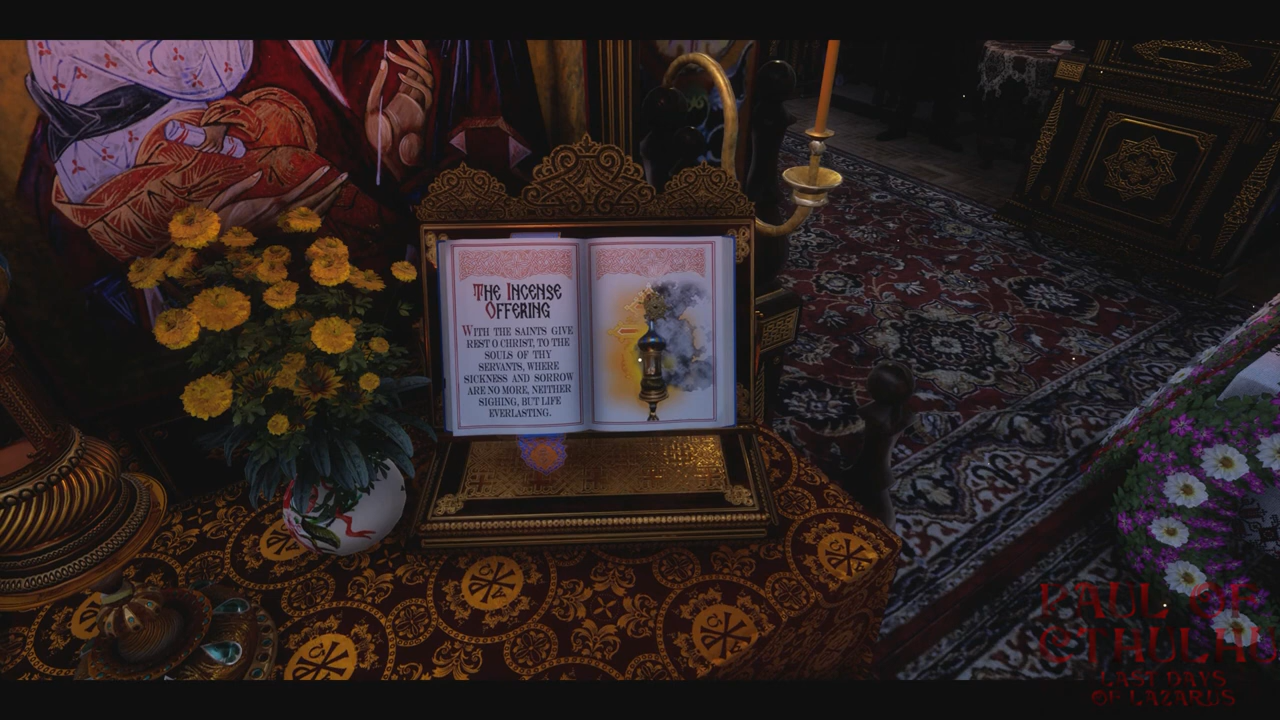 THE INCENSE
OFFERING
WITH THE SAINTS GIVE
REST O CHRIST, TO THE
SOULS OF THY
SERVANTS, WHERE
SICKNESS AND SORROW
ARE NO MORE, NEITHER
SIGHING, BUT LIFE
EVERLASTING.
PAUL OF
CTHULHU
LAST DAYS
OF LAZARUS